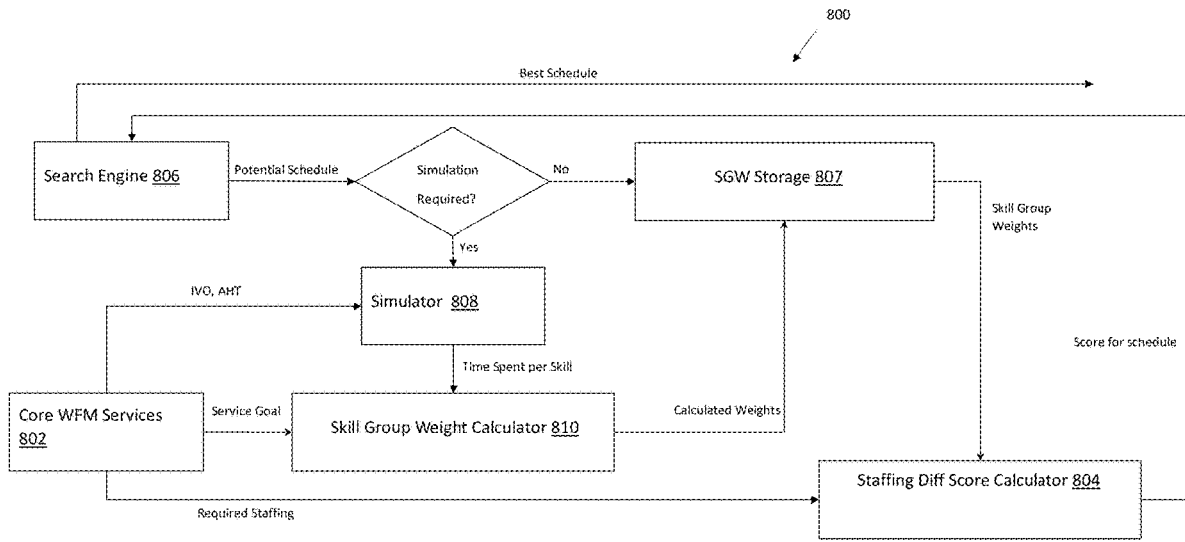 800
Best Schedule
Search Engine 806
Potential Schedule
Simulation
Required?
No
SGW Storage 807
Skill Group
Weights
Yes
IVO, AHT
Simulator 808
Score for schedule
Time Spent per Skill
Core WFM Services
802
Service Goal
Skill Group Weight Calculator 810
Calculated Weights
Staffing Diff Score Calculator 804
Required Staffing